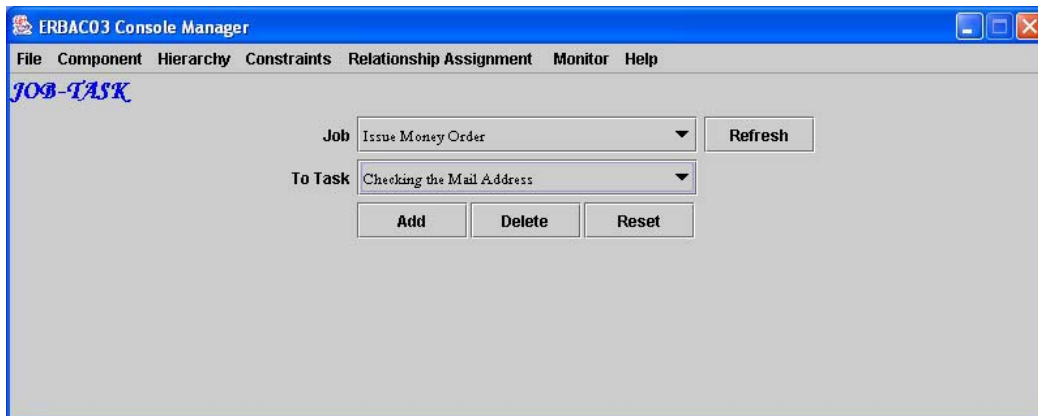 ERBAC03 Console Manager
File Component Hierarchy Constraints Relationship Assignment Monitor Help
JOB-TASK
Job Issue Money Order Refresh
To Task Checking the Mail Address
Add Delete Reset